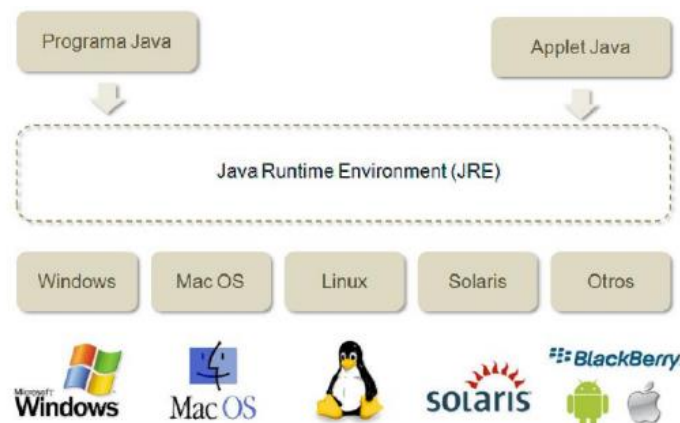 Programa Java
Applet Java
Java Runtime Environment (JRE)
Windows
Mac OS
Linux
Solaris
Otros
Microsoft
Windows
Mac OS
solaris
BlackBerry